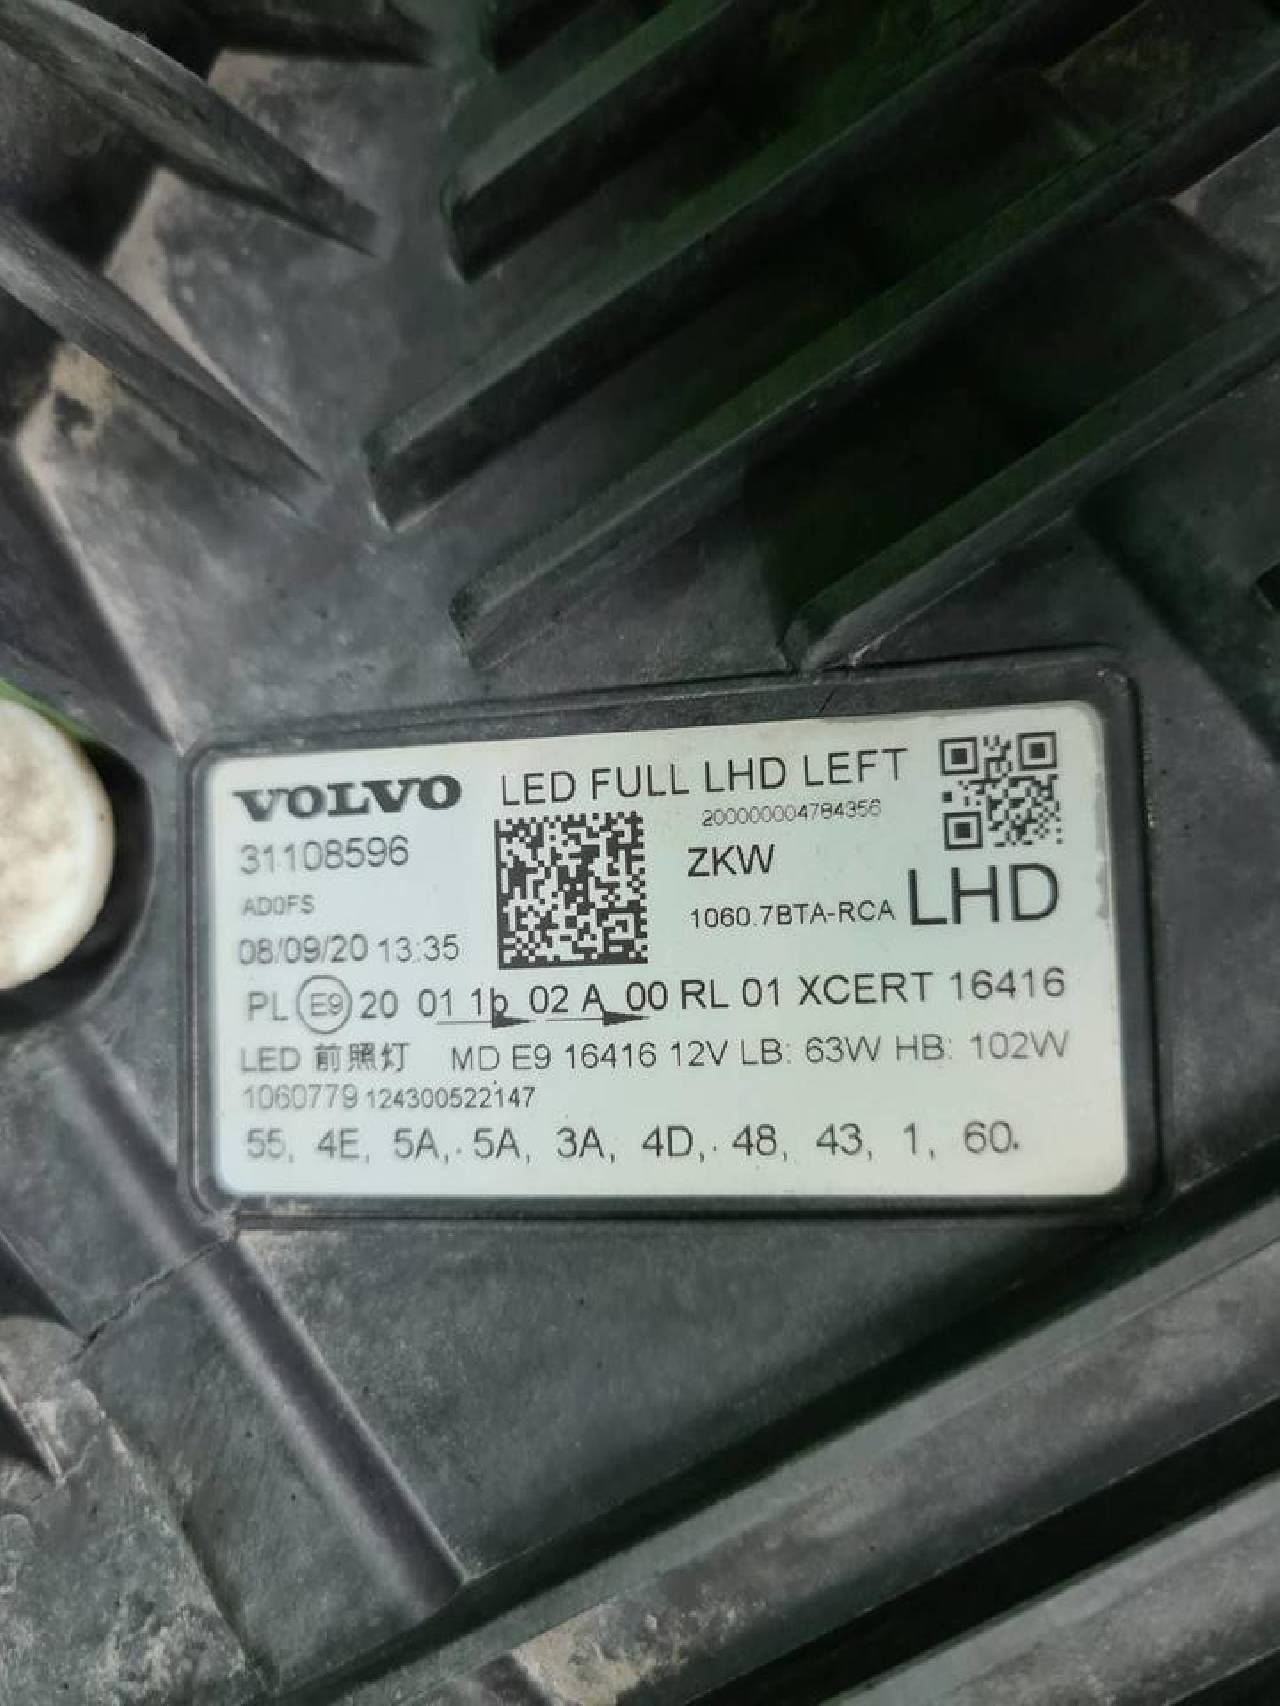 VOLVO LED FULL LHD LEFT
200000004784356
31108596 ZKW
AD0FS 1060.7BTA-RCA LHD
08/09/20 13:35
PL E9 20 01 1b 02 A 00 RL 01 XCERT 16416
LED 前照灯 MD E9 16416 12V LB: 63W HB: 102W
1060779 124300522147
55, 4E, 5A, 5A, 3A, 4D, 48, 43, 1, 60.